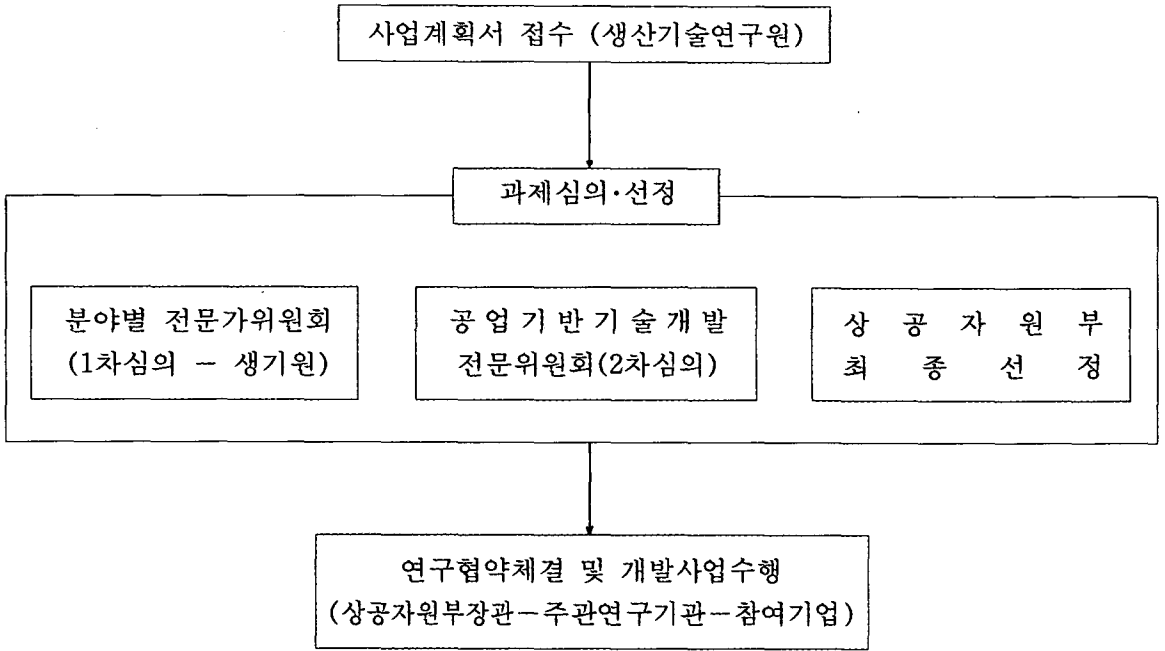 사업계획서 접수 (생산기술연구원)
과제심의·선정
분야별 전문가위원회
(1차심의 － 생기원)
공 업 기 반 기 술 개 발
전문위원회(2차심의)
상 공 자 원 부
최 종 선 정
연구협약체결 및 개발사업수행
(상공자원부장관－주관연구기관－참여기업)